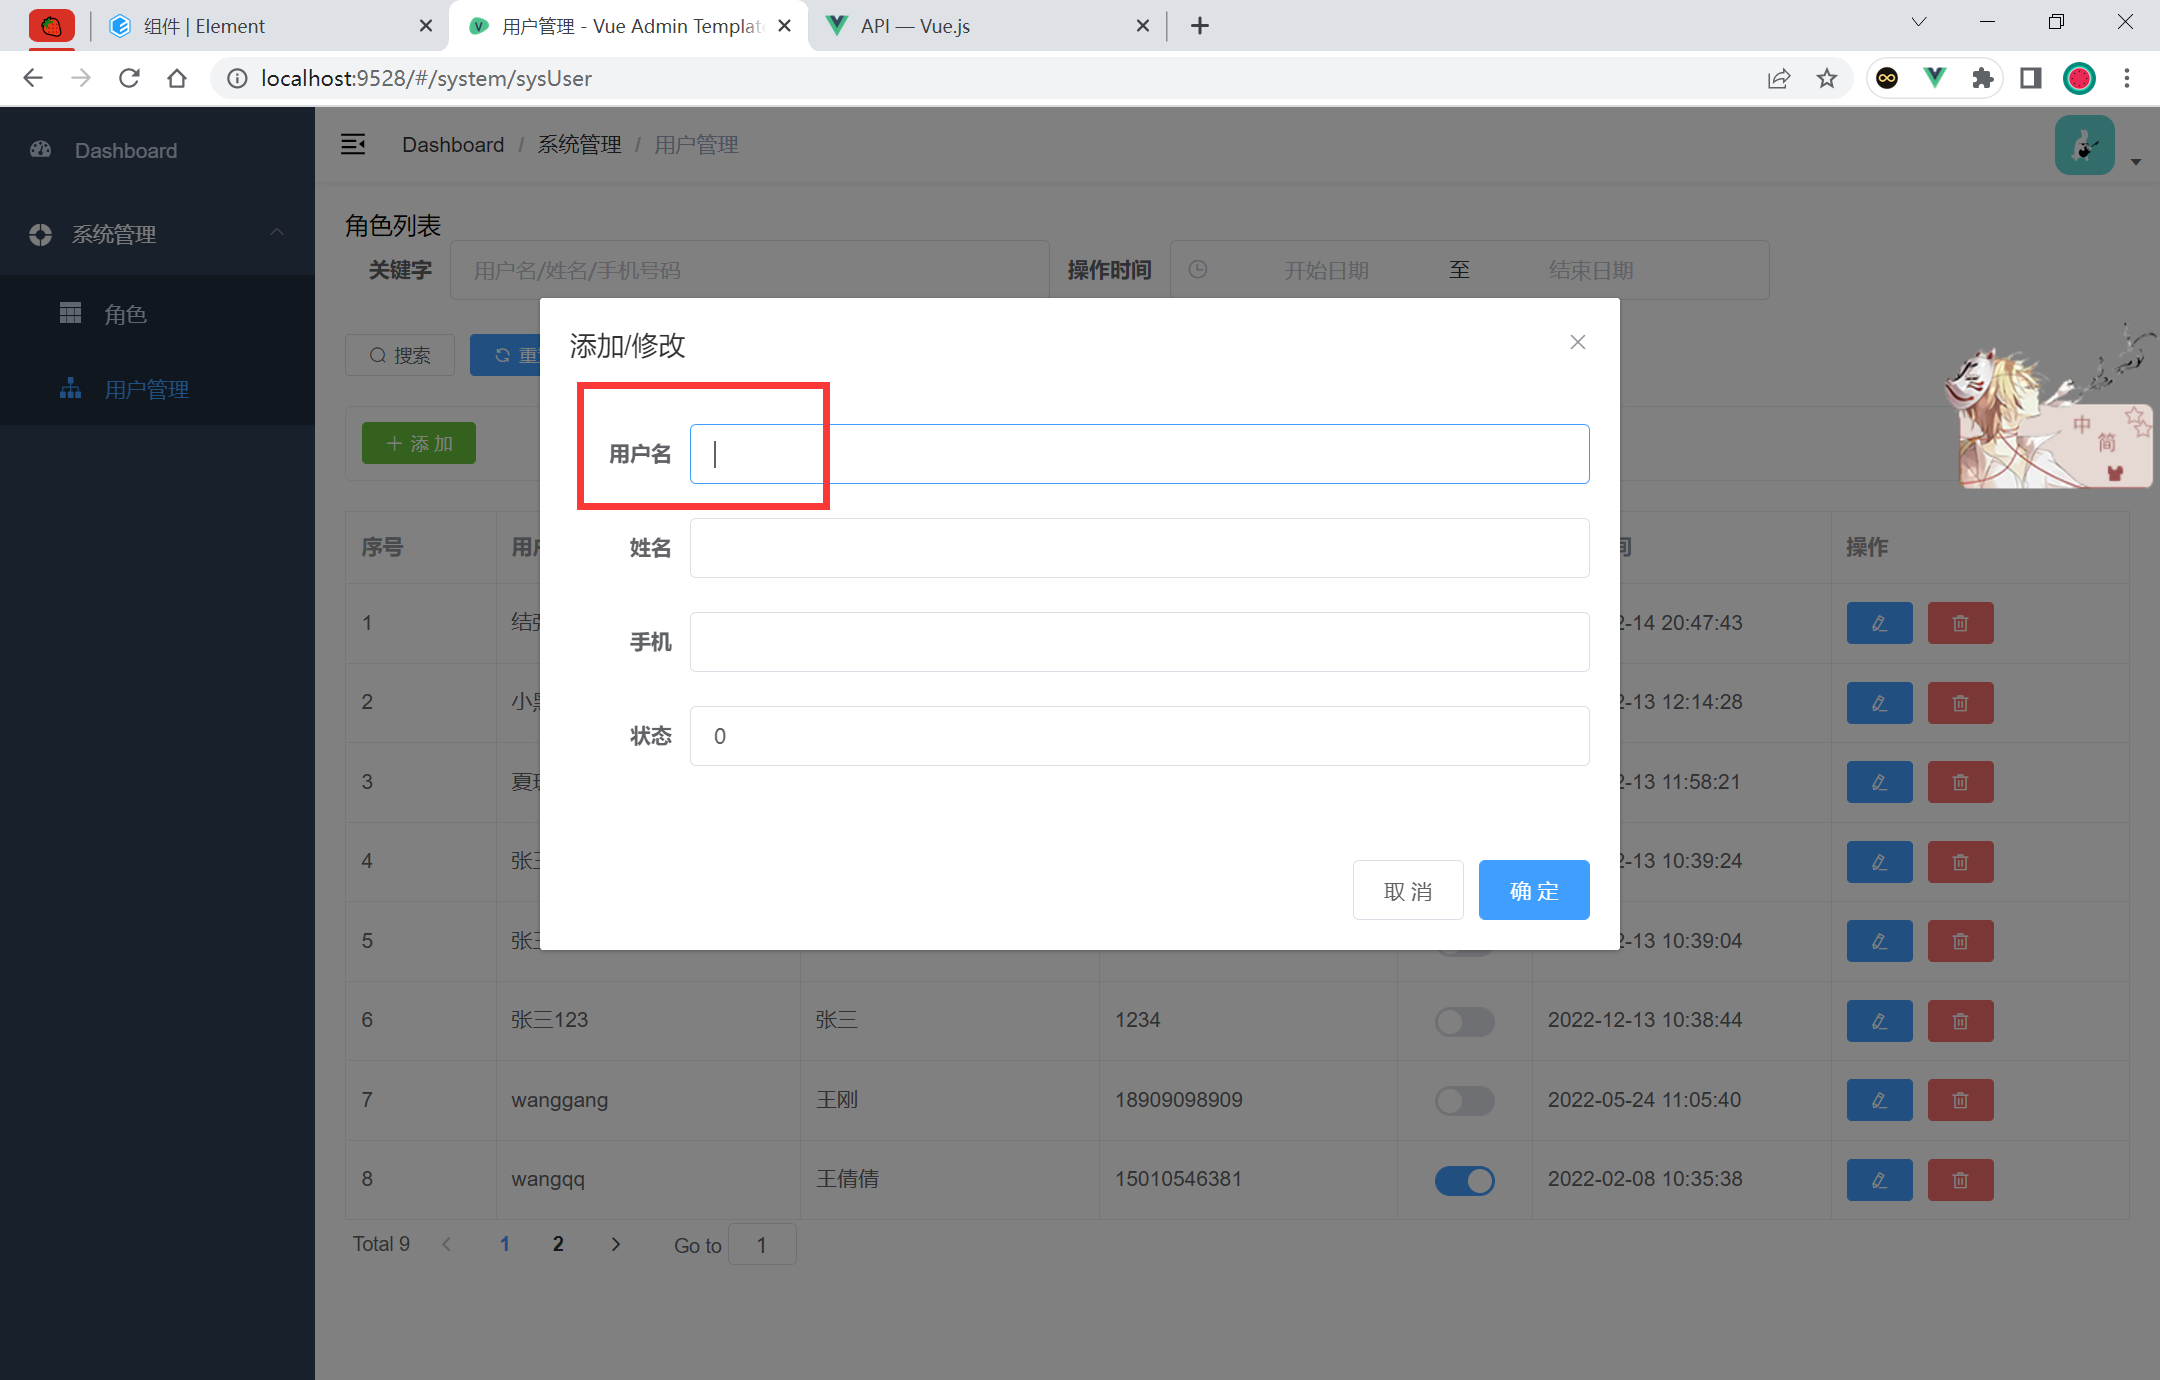 组件 | Element
用户管理 - Vue Admin Templat
API — Vue.js
localhost:9528/#/system/sysUser
Dashboard
系统管理
角色
用户管理
Dashboard / 系统管理 / 用户管理
角色列表
关键字 用户名/姓名/手机号码 操作时间 开始日期 至 结束日期
搜索
添加
添加/修改
用户名
姓名
手机
状态 0
取 消 确 定
中
简
序号 操作
1 2-14 20:47:43
2 小 2-13 12:14:28
3 夏 2-13 11:58:21
4 张三 2-13 10:39:24
5 张三 2-13 10:39:04
6 张三123 张三 1234 2022-12-13 10:38:44
7 wanggang 王刚 18909098909 2022-05-24 11:05:40
8 wangqq 王倩倩 15010546381 2022-02-08 10:35:38
Total 9 1 2 Go to 1